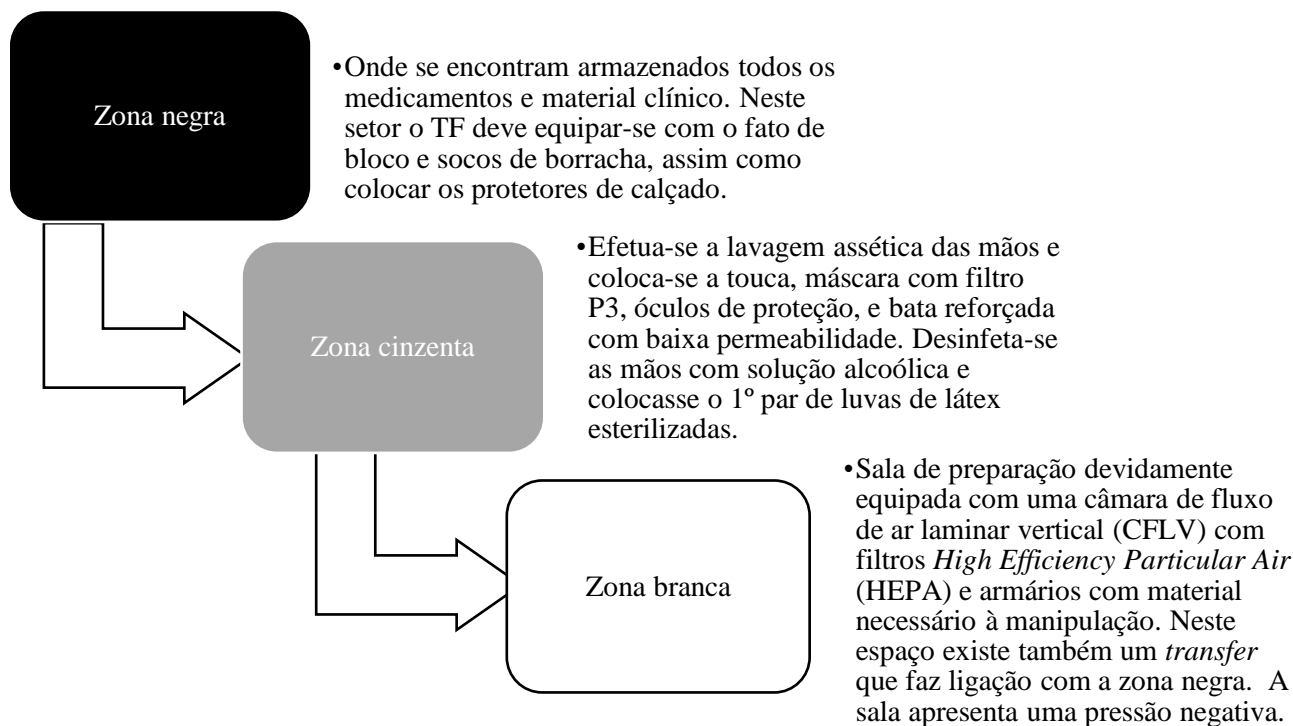 Zona negra
•Onde se encontram armazenados todos os
medicamentos e material clínico. Neste
setor o TF deve equipar-se com o fato de
bloco e socos de borracha, assim como
colocar os protetores de calçado.
Zona cinzenta
•Efetua-se a lavagem assética das mãos e
coloca-se a touca, máscara com filtro
P3, óculos de proteção, e bata reforçada
com baixa permeabilidade. Desinfeta-se
as mãos com solução alcoólica e
colocasse o 1º par de luvas de látex
esterilizadas.
Zona branca
•Sala de preparação devidamente
equipada com uma câmara de fluxo
de ar laminar vertical (CFLV) com
filtros High Efficiency Particular Air
(HEPA) e armários com material
necessário à manipulação. Neste
espaço existe também um transfer
que faz ligação com a zona negra. A
sala apresenta uma pressão negativa.